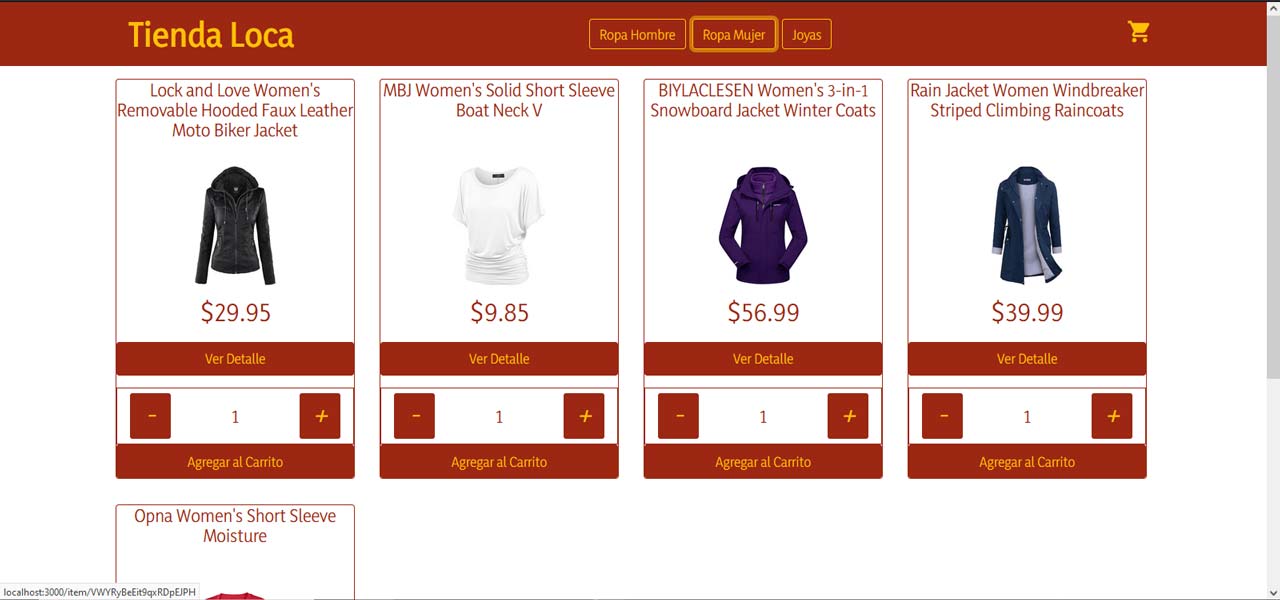 Tienda Loca
Ropa Hombre
Ropa Mujer
Joyas
Lock and Love Women's
Removable Hooded Faux Leather
Moto Biker Jacket
$29.95
Ver Detalle
-
1
+
Agregar al Carrito
MBJ Women's Solid Short Sleeve
Boat Neck V
$9.85
Ver Detalle
-
1
+
Agregar al Carrito
BIYLACLESEN Women's 3-in-1
Snowboard Jacket Winter Coats
$56.99
Ver Detalle
-
1
+
Agregar al Carrito
Rain Jacket Women Windbreaker
Striped Climbing Raincoats
$39.99
Ver Detalle
-
1
+
Agregar al Carrito
Opna Women's Short Sleeve
Moisture
localhost:3000/item/VWYRyBeEit9qxRDpEJPH